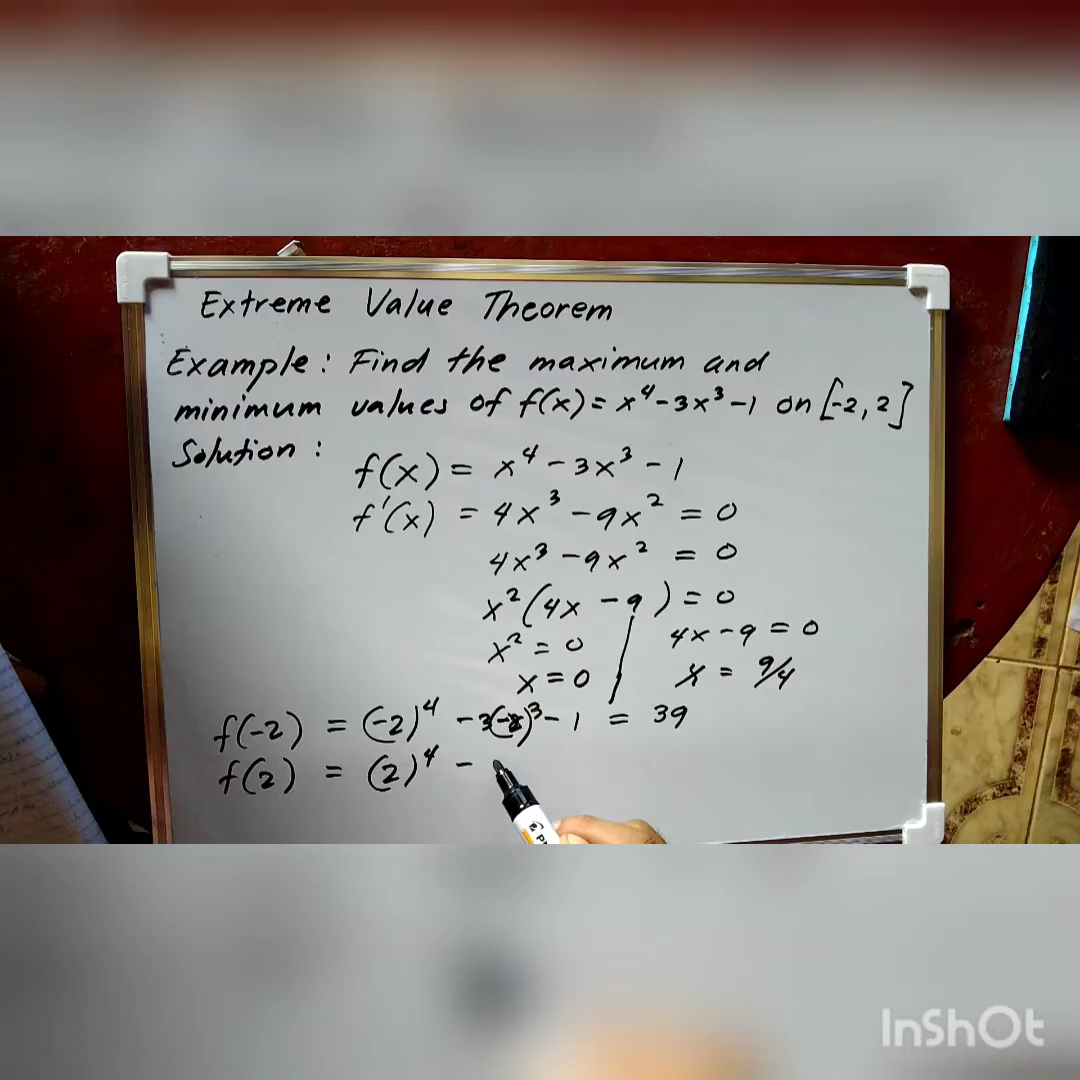 Extreme Value Theorem
Example: Find the maximum and
minimum values of f(x) = x⁴ - 3x³ - 1 on [-2, 2]
Solution:
f(x) = x⁴ - 3x³ - 1
f'(x) = 4x³ - 9x² = 0
4x³ - 9x² = 0
x²(4x - 9) = 0
x² = 0 / 4x - 9 = 0
x = 0 / x = 9/4
f(-2) = (-2)⁴ - 3(-2)³ - 1 = 39
f(2) = (2)⁴ -
InShOt